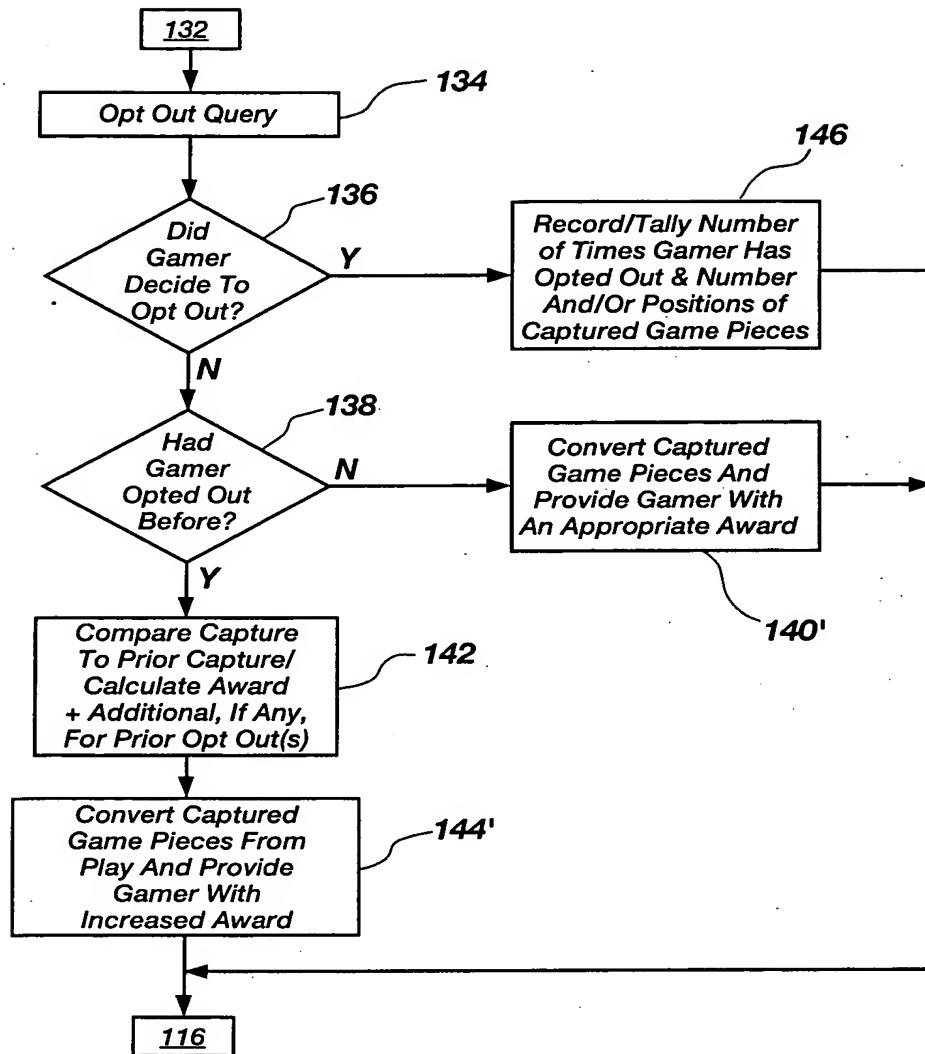 132
134
Opt Out Query
136
146
Did
Gamer
Decide To
Opt Out?
Y
Record/Tally Number
of Times Gamer Has
Opted Out & Number
And/Or Positions of
Captured Game Pieces
N
138
Had
Gamer
Opted Out
Before?
N
Convert Captured
Game Pieces And
Provide Gamer With
An Appropriate Award
Y
140'
Compare Capture
To Prior Capture/
Calculate Award
+ Additional, If Any,
For Prior Opt Out(s)
142
Convert Captured
Game Pieces From
Play And Provide
Gamer With
Increased Award
144'
116